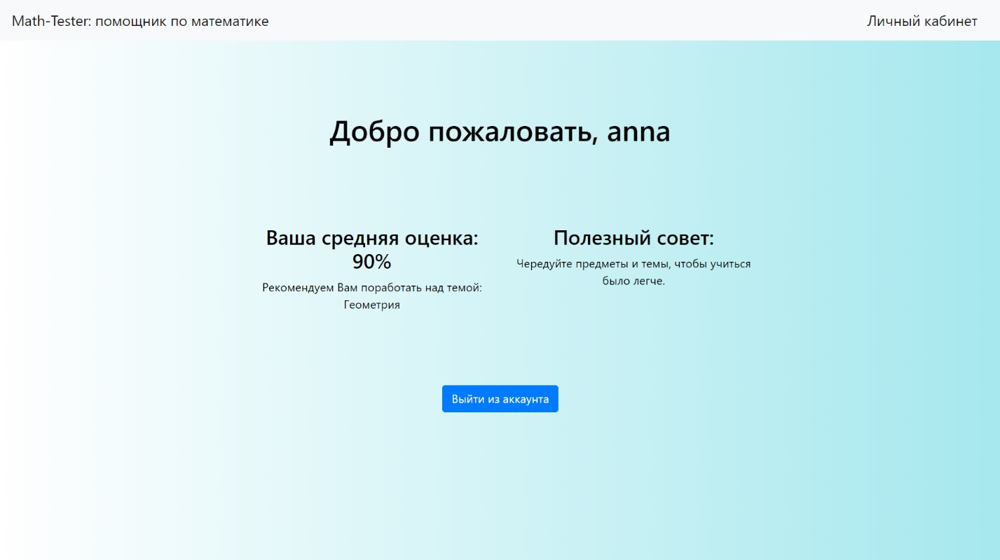 Math-Tester: помощник по математике
Личный кабинет
Добро пожаловать, anna
Ваша средняя оценка:
90%
Рекомендуем Вам поработать над темой:
Геометрия
Полезный совет:
Чередуйте предметы и темы, чтобы учиться
было легче.
Выйти из аккаунта